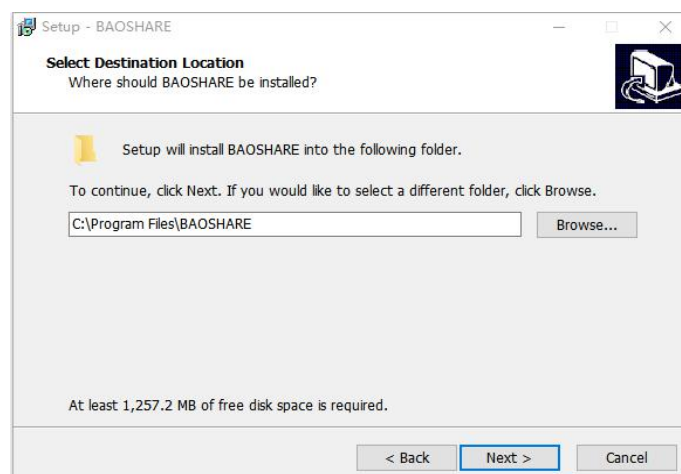 Setup - BAOSHARE
Select Destination Location
Where should BAOSHARE be installed?
Setup will install BAOSHARE into the following folder.
To continue, click Next. If you would like to select a different folder, click Browse.
C:\Program Files\BAOSHARE
Browse...
At least 1,257.2 MB of free disk space is required.
< Back
Next >
Cancel